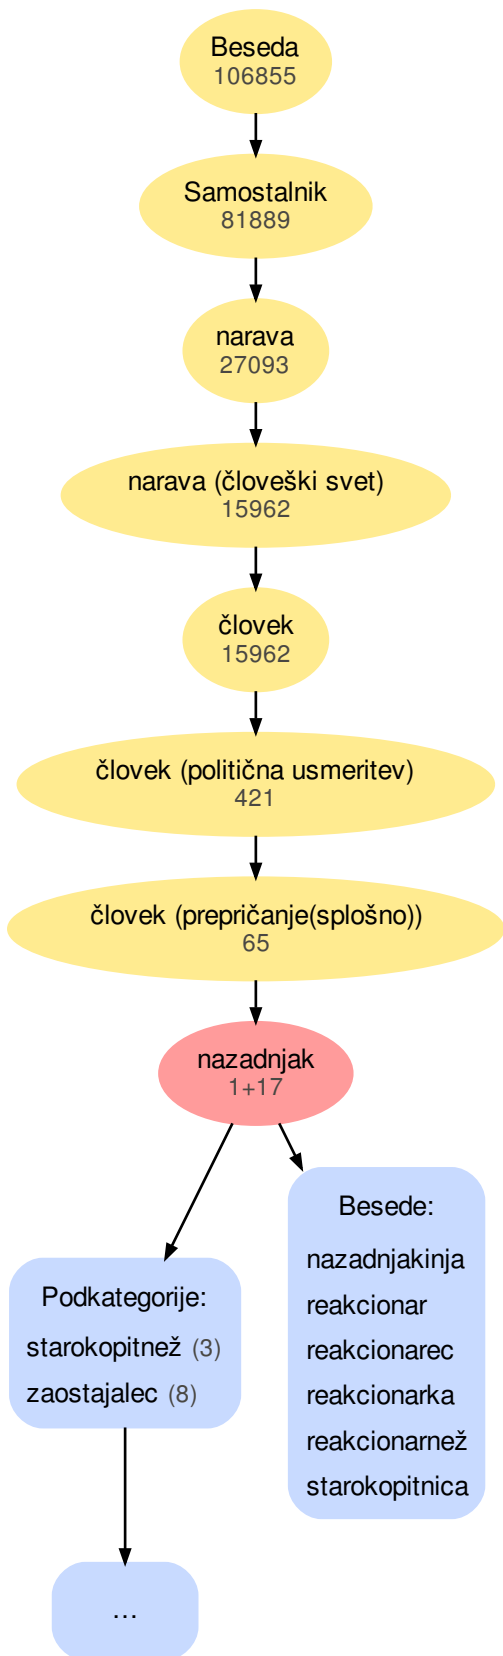 Beseda
106855
Samostalnik
81889
narava
27093
narava (človeški svet)
15962
človek
15962
človek (politična usmeritev)
421
človek (prepričanje(splošno))
65
nazadnjak
1+17
Podkategorije:
starokopitnež (3)
zaostajalec (8)
...
Besede:
nazadnjakinja
reakcionar
reakcionarec
reakcionarka
reakcionarnež
starokopitnica